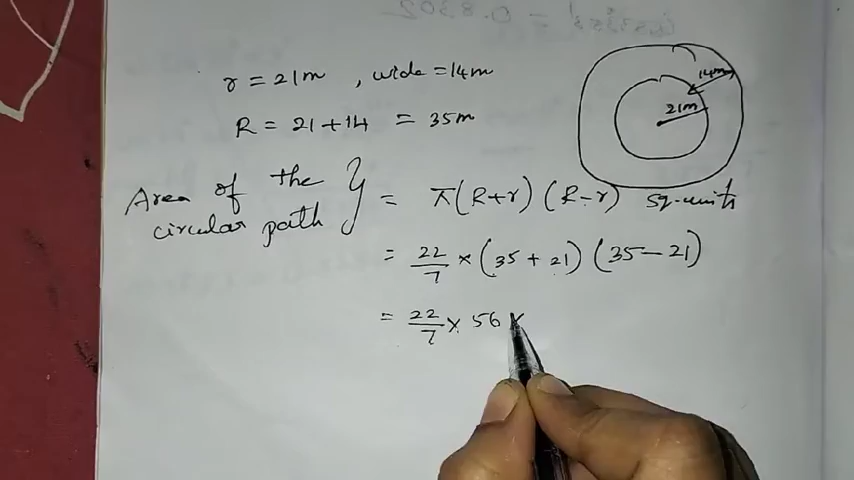 r = 21m , wide = 14m
R = 21 + 14 = 35m
14m
21m
Area of the
circular path } = π(R+r) (R-r) sq.units
= 22/7 × (35 + 21) (35 - 21)
= 22/7 × 56 ×